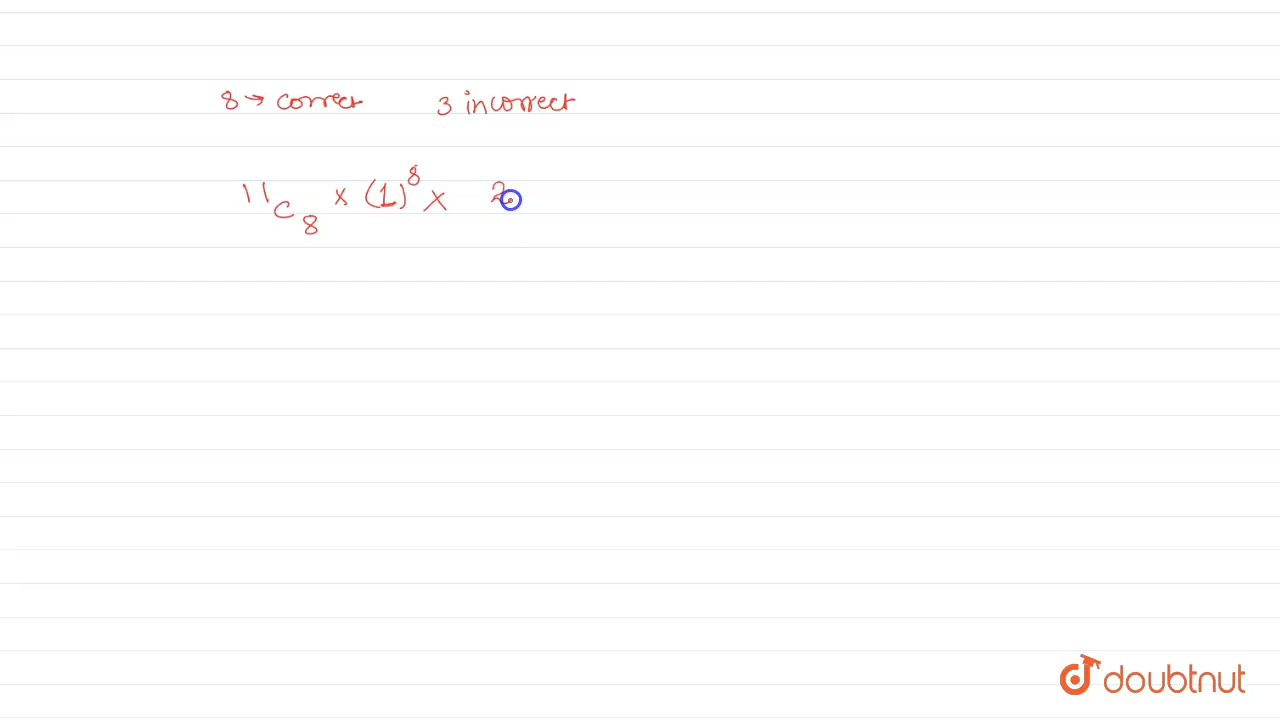 8 → correct 3 incorrect
¹¹C₈ × (1)⁸ × 2
doubtnut